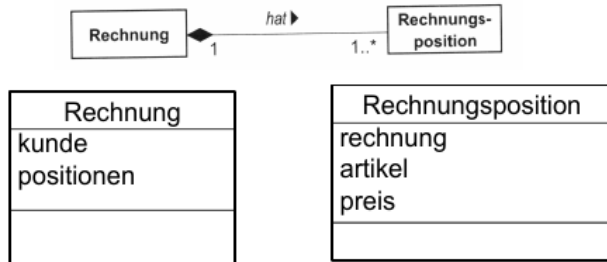 hat
Rechnung
1
1..*
Rechnungs-
position
Rechnung
kunde
positionen
Rechnungsposition
rechnung
artikel
preis